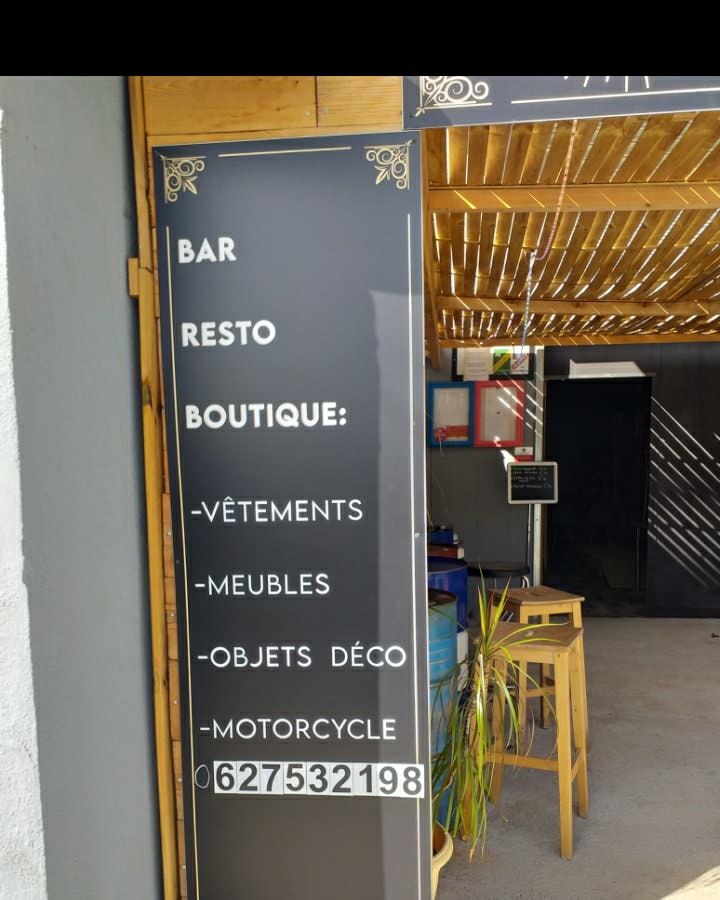 BAR
RESTO
BOUTIQUE:
-VÊTEMENTS
-MEUBLES
-OBJETS DÉCO
-MOTORCYCLE
0627532198